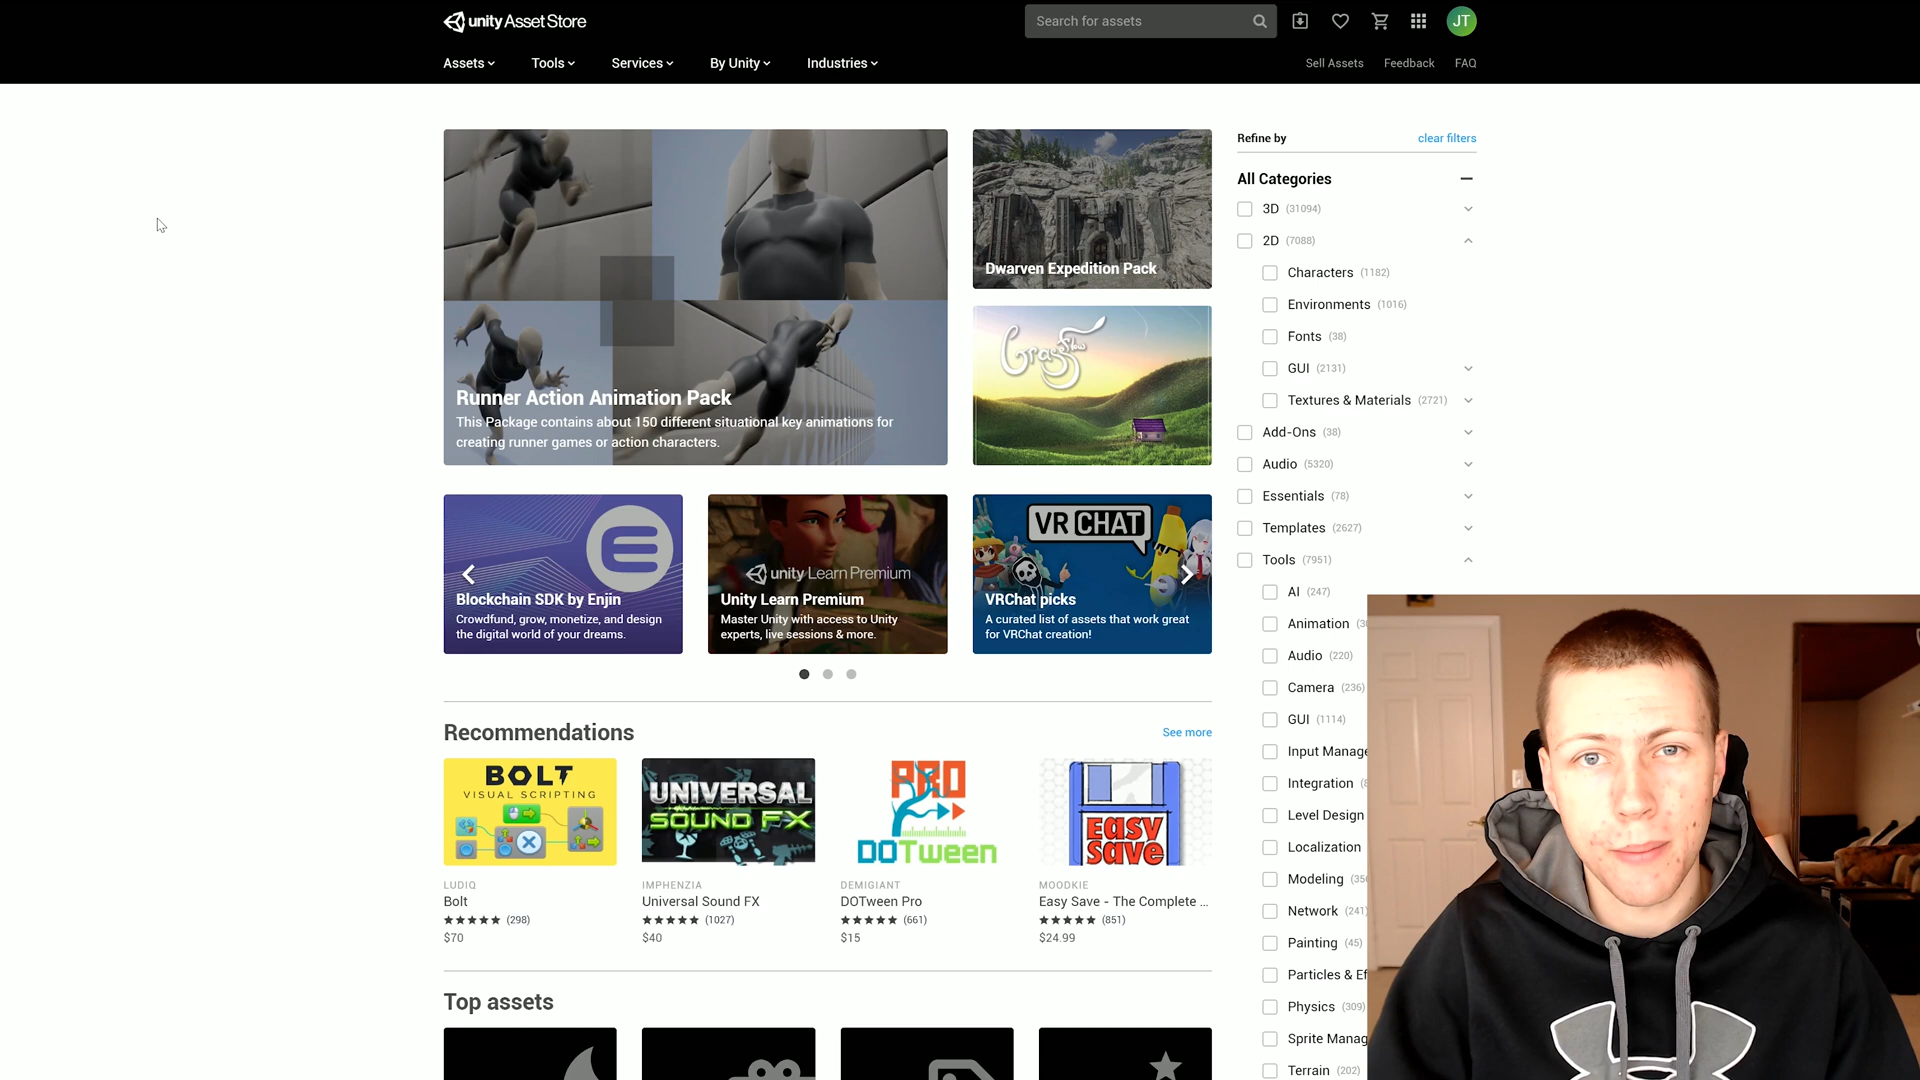 unity Asset Store
Search for assets
JT
Assets
Tools
Services
By Unity
Industries
Sell Assets
Feedback
FAQ
Runner Action Animation Pack
This Package contains about 150 different situational key animations for
creating runner games or action characters.
Dwarven Expedition Pack
Grassflow
Blockchain SDK by Enjin
Crowdfund, grow, monetize, and design
the digital world of your dreams.
unity Learn Premium
Unity Learn Premium
Master Unity with access to Unity
experts, live sessions & more.
VRCHAT
VRChat picks
A curated list of assets that work great
for VRChat creation!
Recommendations
See more
BOLT
VISUAL SCRIPTING
LUDIQ
Bolt
(298)
$70
UNIVERSAL
SOUND FX
IMPHENZIA
Universal Sound FX
(1027)
$40
PRO
DOTween
DEMIGIANT
DOTween Pro
(661)
$15
EASY
SAVE
MOODKIE
Easy Save - The Complete ...
(851)
$24.99
Top assets
Refine by
clear filters
All Categories
3D (31094)
2D (7088)
Characters (1182)
Environments (1016)
Fonts (38)
GUI (2131)
Textures & Materials (2721)
Add-Ons (38)
Audio (5320)
Essentials (78)
Templates (2627)
Tools (7951)
AI (247)
Animation
Audio (220)
Camera (236)
GUI (1114)
Input Manage
Integration
Level Design
Localization
Modeling
Network (241)
Painting (45)
Particles & Ef
Physics (309)
Sprite Manag
Terrain (202)